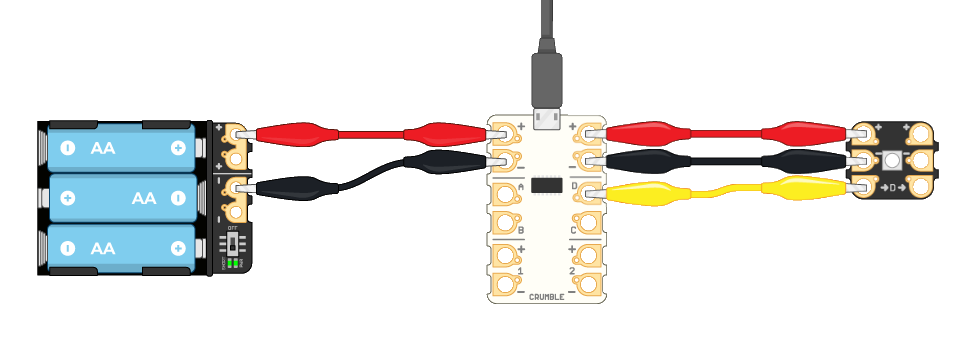 AA
AA
AA
+
+
-
-
OFF
+
-
A
B
+
1
-
+
-
D
C
+
2
-
CRUMBLE
+
+
-
-
→D→